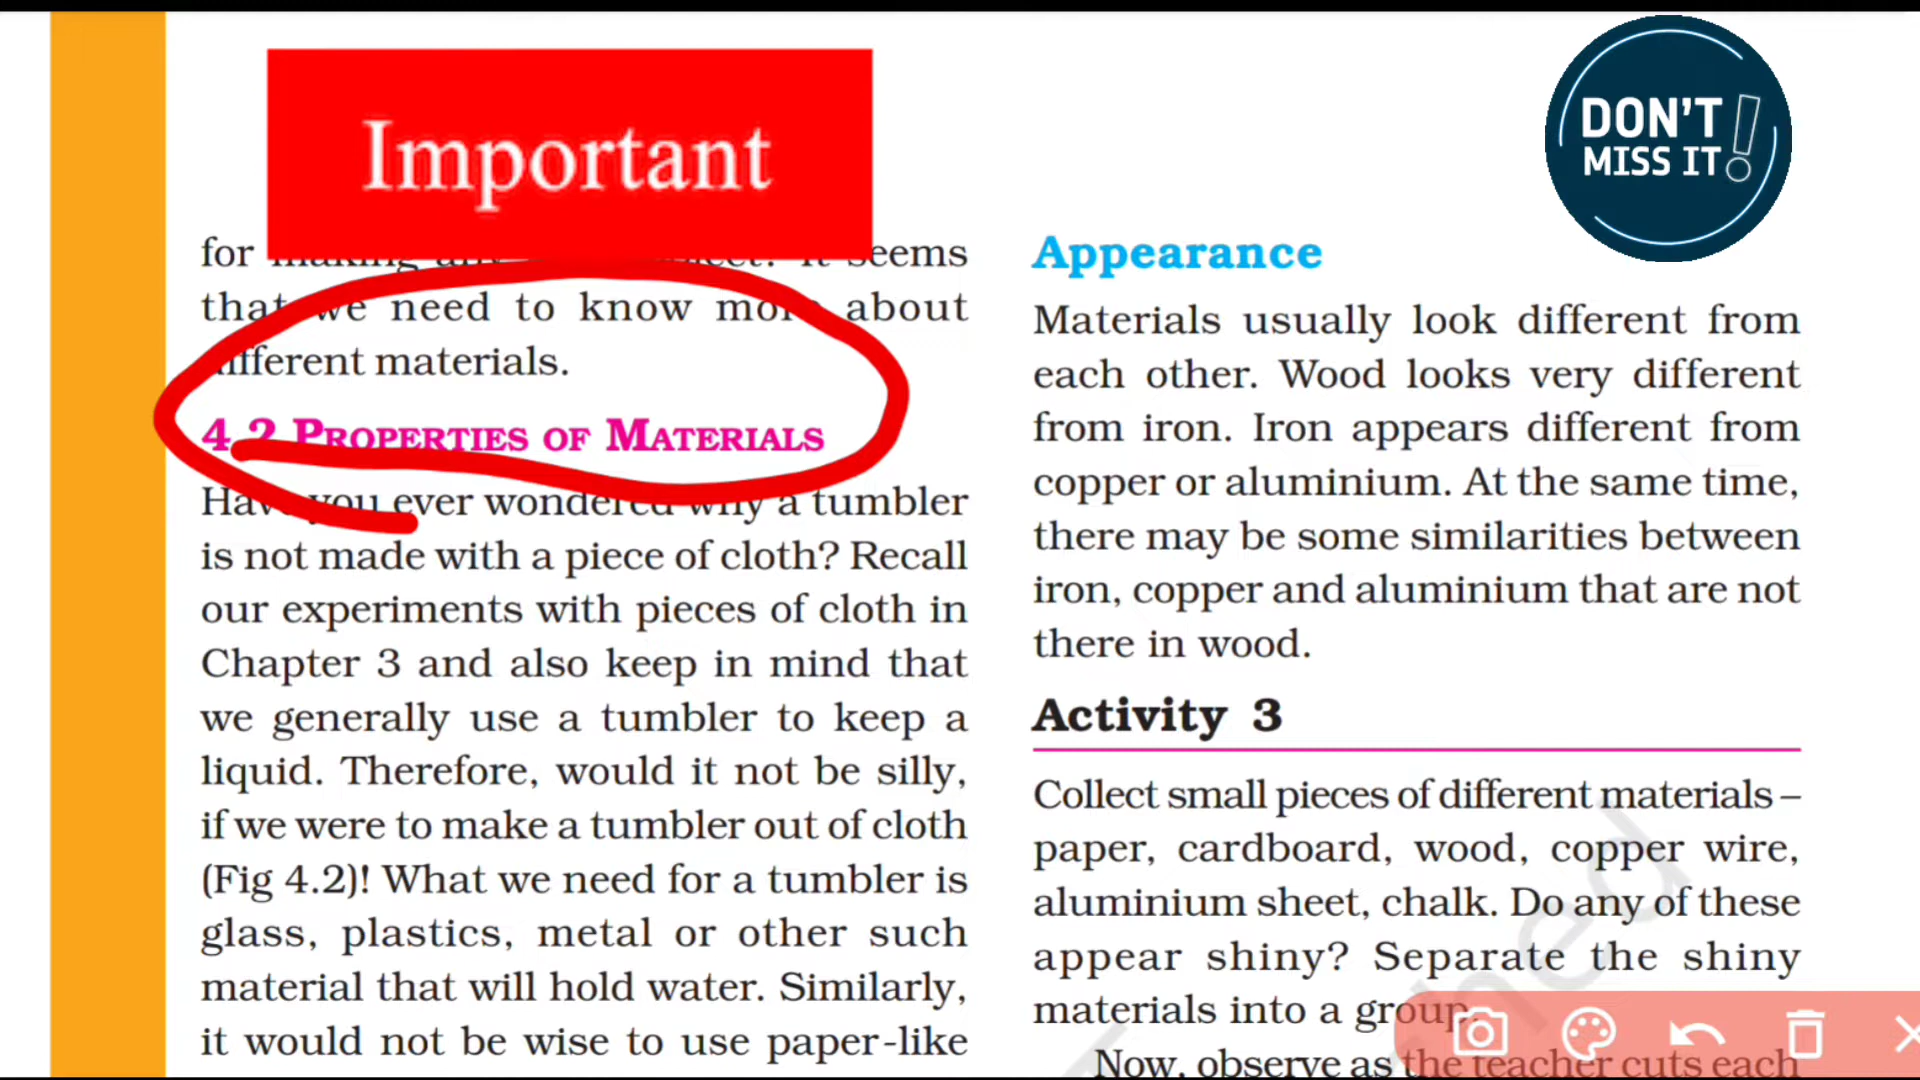 Important
DON'T
MISS IT!
for making any object? It seems
that we need to know more about
different materials.
4.2 PROPERTIES OF MATERIALS
Have you ever wondered why a tumbler
is not made with a piece of cloth? Recall
our experiments with pieces of cloth in
Chapter 3 and also keep in mind that
we generally use a tumbler to keep a
liquid. Therefore, would it not be silly,
if we were to make a tumbler out of cloth
(Fig 4.2)! What we need for a tumbler is
glass, plastics, metal or other such
material that will hold water. Similarly,
it would not be wise to use paper-like
Appearance
Materials usually look different from
each other. Wood looks very different
from iron. Iron appears different from
copper or aluminium. At the same time,
there may be some similarities between
iron, copper and aluminium that are not
there in wood.
Activity 3
Collect small pieces of different materials –
paper, cardboard, wood, copper wire,
aluminium sheet, chalk. Do any of these
appear shiny? Separate the shiny
materials into a group.
Now, observe as the teacher cuts each